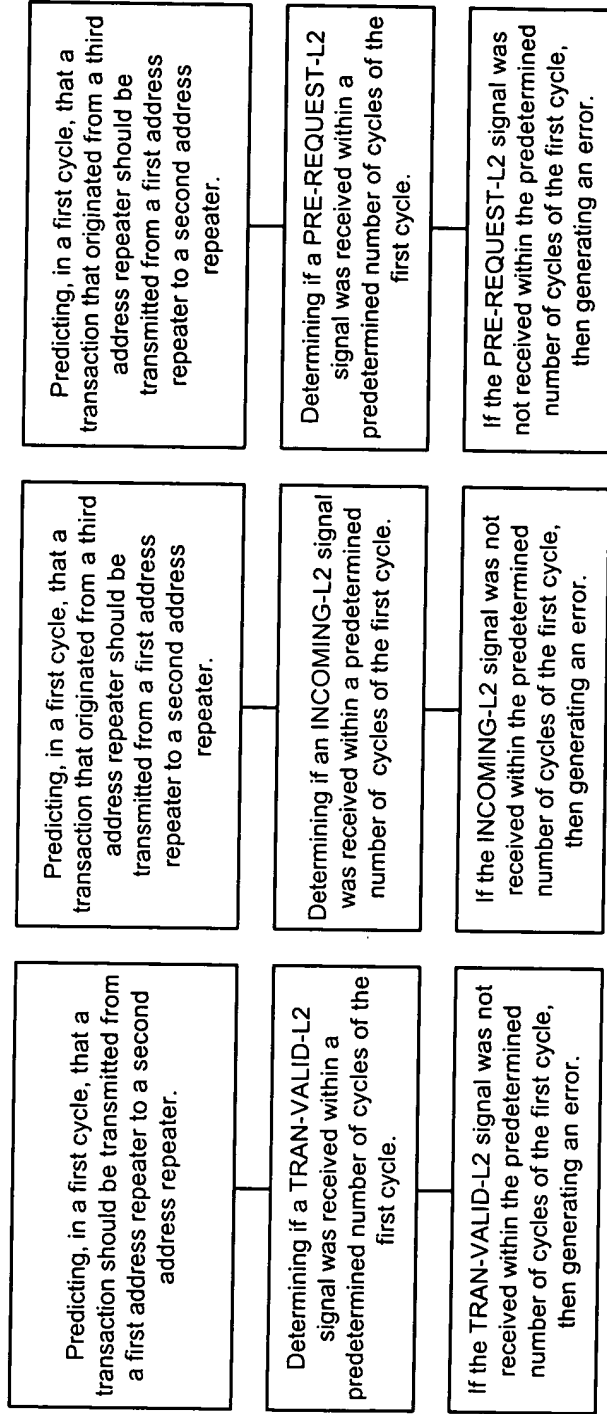 Predicting, in a first cycle, that a
transaction should be transmitted from
a first address repeater to a second
address repeater.
Determining if a TRAN-VALID-L2
signal was received within a
predetermined number of cycles of the
first cycle.
If the TRAN-VALID-L2 signal was not
received within the predetermined
number of cycles of the first cycle,
then generating an error.
Predicting, in a first cycle, that a
transaction that originated from a third
address repeater should be
transmitted from a first address
repeater to a second address
repeater.
Determining if an INCOMING-L2 signal
was received within a predetermined
number of cycles of the first cycle.
If the INCOMING-L2 signal was not
received within the predetermined
number of cycles of the first cycle,
then generating an error.
Predicting, in a first cycle, that a
transaction that originated from a third
address repeater should be
transmitted from a first address
repeater to a second address
repeater.
Determining if a PRE-REQUEST-L2
signal was received within a
predetermined number of cycles of the
first cycle.
If the PRE-REQUEST-L2 signal was
not received within the predetermined
number of cycles of the first cycle,
then generating an error.